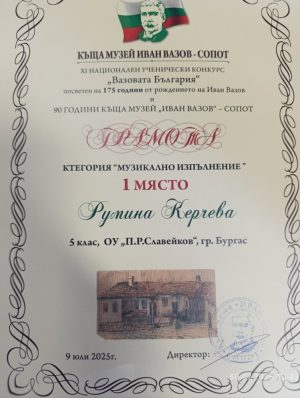 КЪЩА МУЗЕЙ ИВАН ВАЗОВ - СОПОТ
XI НАЦИОНАЛЕН УЧЕНИЧЕСКИ КОНКУРС
„Вазовата България"
посветен на 175 години от рождението на Иван Вазов
и
90 ГОДИНИ КЪЩА МУЗЕЙ „ИВАН ВАЗОВ" – СОПОТ
ГРАМОТА
КТЕГОРИЯ "МУЗИКАЛНО ИЗПЪЛНЕНИЕ "
1 МЯСТО
Румина Керчева
5 клас, ОУ „П.Р.Славейков", гр. Бургас
9 юли 2025г.
Директор: